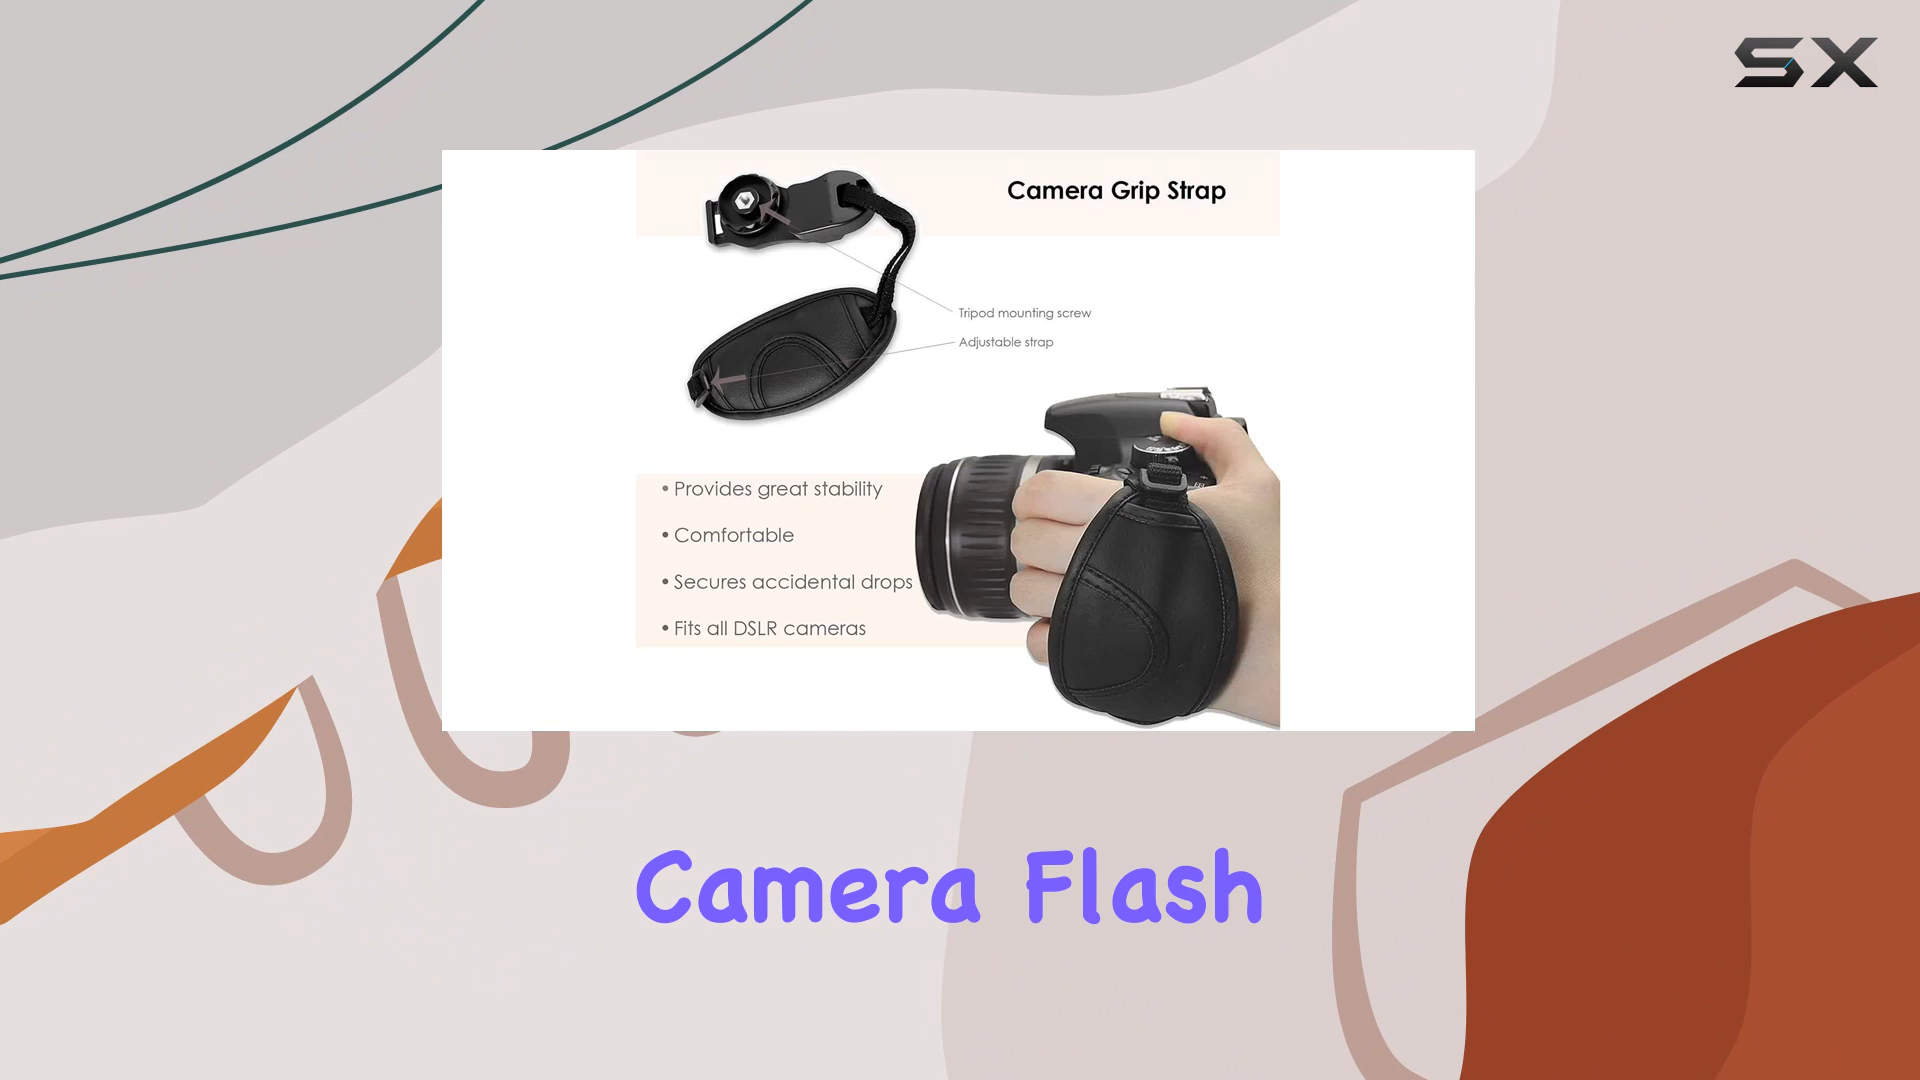 SX
Camera Grip Strap
Tripod mounting screw
Adjustable strap
• Provides great stability
• Comfortable
• Secures accidental drops
• Fits all DSLR cameras
Camera Flash